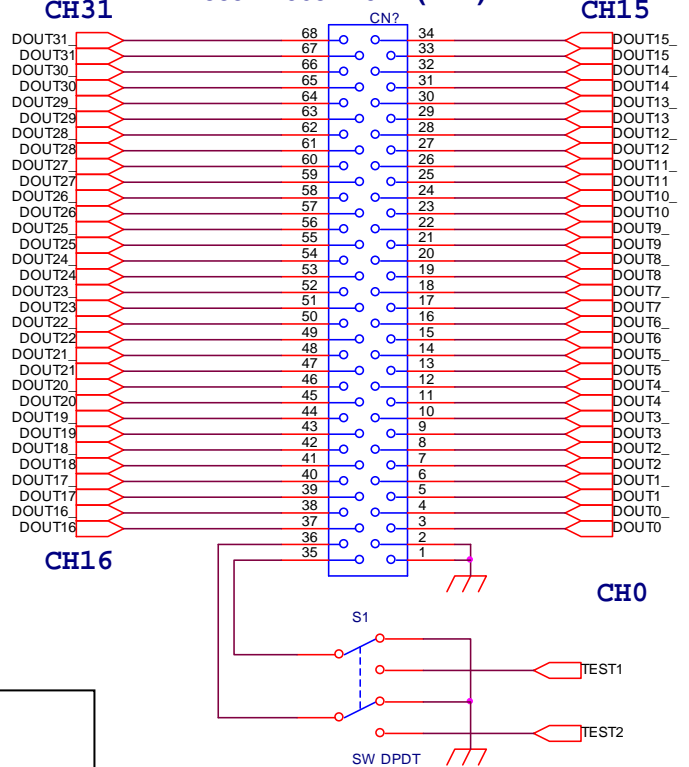 CH31 CH15
CN?
DOUT31_ 68 34 DOUT15_
DOUT31 67 33 DOUT15
DOUT30_ 66 32 DOUT14_
DOUT30 65 31 DOUT14
DOUT29_ 64 30 DOUT13_
DOUT29 63 29 DOUT13
DOUT28_ 62 28 DOUT12_
DOUT28 61 27 DOUT12
DOUT27_ 60 26 DOUT11_
DOUT27 59 25 DOUT11
DOUT26_ 58 24 DOUT10_
DOUT26 57 23 DOUT10
DOUT25_ 56 22 DOUT9_
DOUT25 55 21 DOUT9
DOUT24_ 54 20 DOUT8_
DOUT24 53 19 DOUT8
DOUT23_ 52 18 DOUT7_
DOUT23 51 17 DOUT7
DOUT22_ 50 16 DOUT6_
DOUT22 49 15 DOUT6
DOUT21_ 48 14 DOUT5_
DOUT21 47 13 DOUT5
DOUT20_ 46 12 DOUT4_
DOUT20 45 11 DOUT4
DOUT19_ 44 10 DOUT3_
DOUT19 43 9 DOUT3
DOUT18_ 42 8 DOUT2_
DOUT18 41 7 DOUT2
DOUT17_ 40 6 DOUT1_
DOUT17 39 5 DOUT1
DOUT16_ 38 4 DOUT0_
DOUT16 37 3 DOUT0
36 2
35 1
CH16
CH0
S1
TEST1
TEST2
SW DPDT